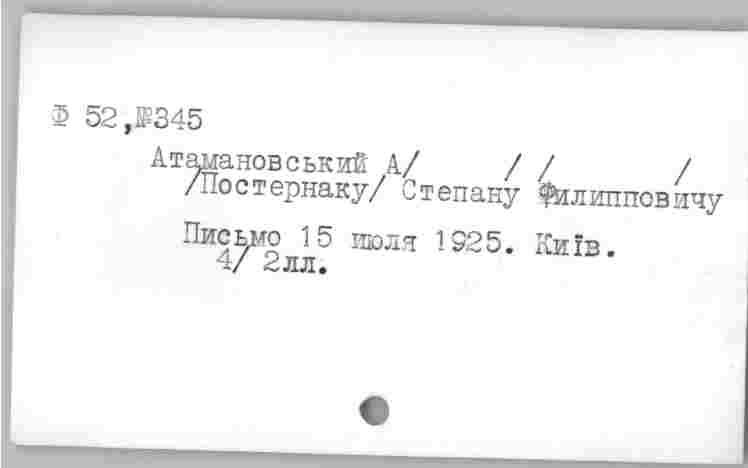 Ф 52,№345
Атамановський А/ / / /
/Постернаку/ Степану Филипповичу
Письмо 15 июля 1925. Київ.
4/ 2лл.